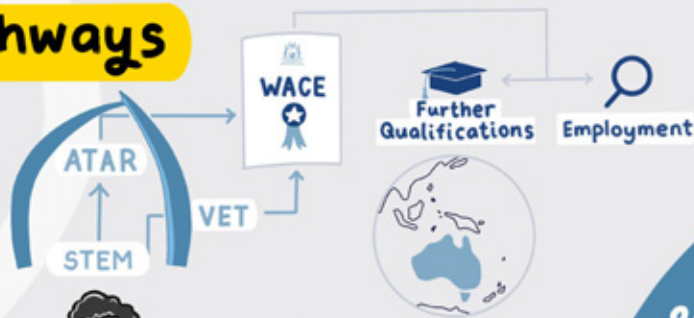 hways
WACE
Further
Qualifications
Employment
ATAR
VET
STEM